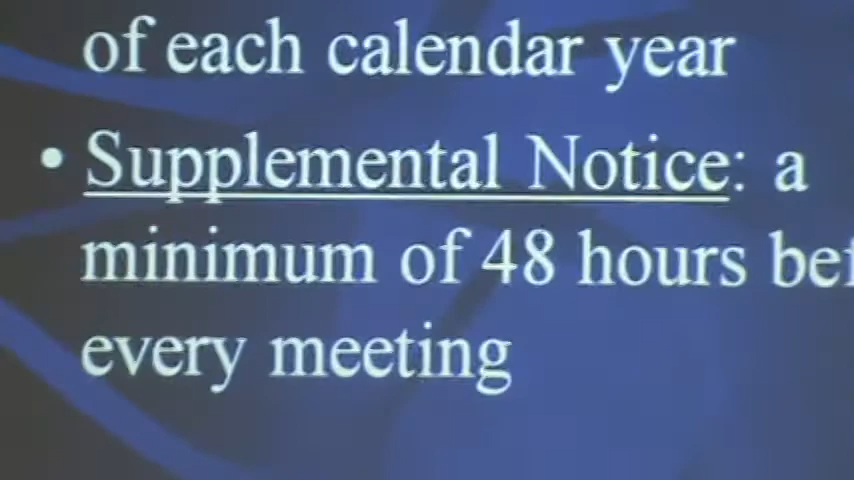 of each calendar year
• Supplemental Notice: a
minimum of 48 hours
every meeting